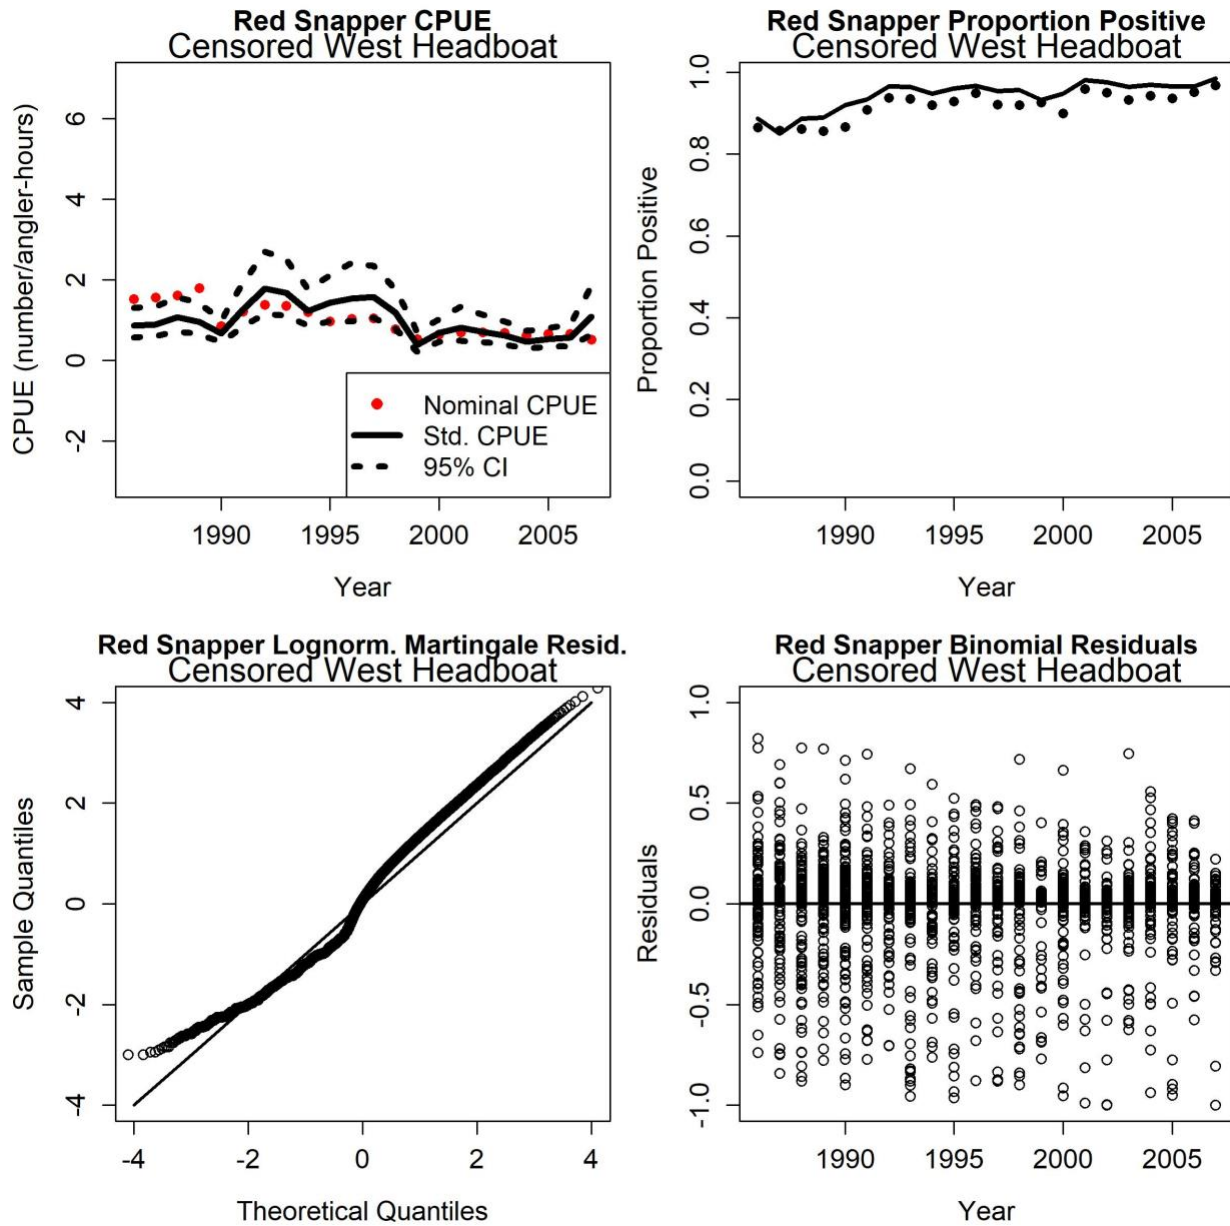 Red Snapper CPUE
Censored West Headboat
CPUE (number/angler-hours)
6
4
2
0
-2
Nominal CPUE
Std. CPUE
95% CI
1990 1995 2000 2005
Year
Red Snapper Proportion Positive
Censored West Headboat
Proportion Positive
1.0
0.8
0.6
0.4
0.2
0.0
1990 1995 2000 2005
Year
Red Snapper Lognorm. Martingale Resid.
Censored West Headboat
Sample Quantiles
4
2
0
-2
-4
-4 -2 0 2 4
Theoretical Quantiles
Red Snapper Binomial Residuals
Censored West Headboat
Residuals
1.0
0.5
0.0
-0.5
-1.0
1990 1995 2000 2005
Year